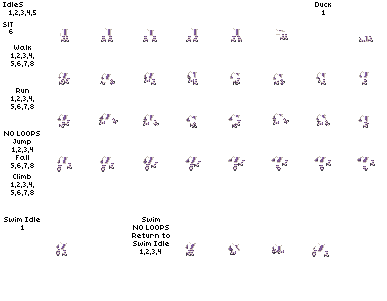 IdleS
1,2,3,4,5
Duck
1
SIT
6
Walk
1,2,3,4,
5,6,7,8
Run
1,2,3,4,
5,6,7,8
NO LOOPS
Jump
1,2,3,4
Fall
5,6,7,8
Climb
1,2,3,4,
5,6,7,8
Swim Idle
1
Swim
NO LOOPS
Return to
Swim Idle
1,2,3,4